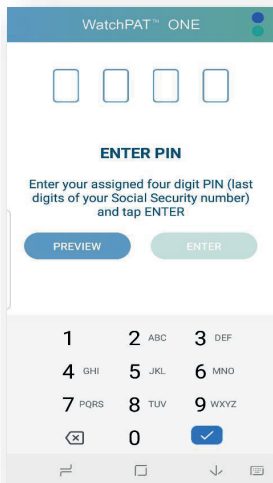 WatchPAT™ ONE
ENTER PIN
Enter your assigned four digit PIN (last
digits of your Social Security number)
and tap ENTER
PREVIEW ENTER
1 2 ABC 3 DEF
4 GHI 5 JKL 6 MNO
7 PQRS 8 TUV 9 WXYZ
0